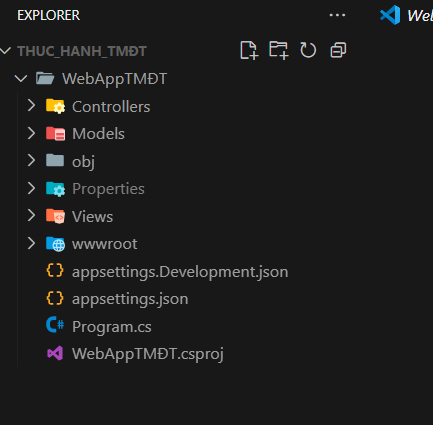 EXPLORER
Web
THUC_HANH_TMĐT
WebAppTMĐT
Controllers
Models
obj
Properties
Views
wwwroot
{} appsettings.Development.json
{} appsettings.json
C# Program.cs
WebAppTMĐT.csproj